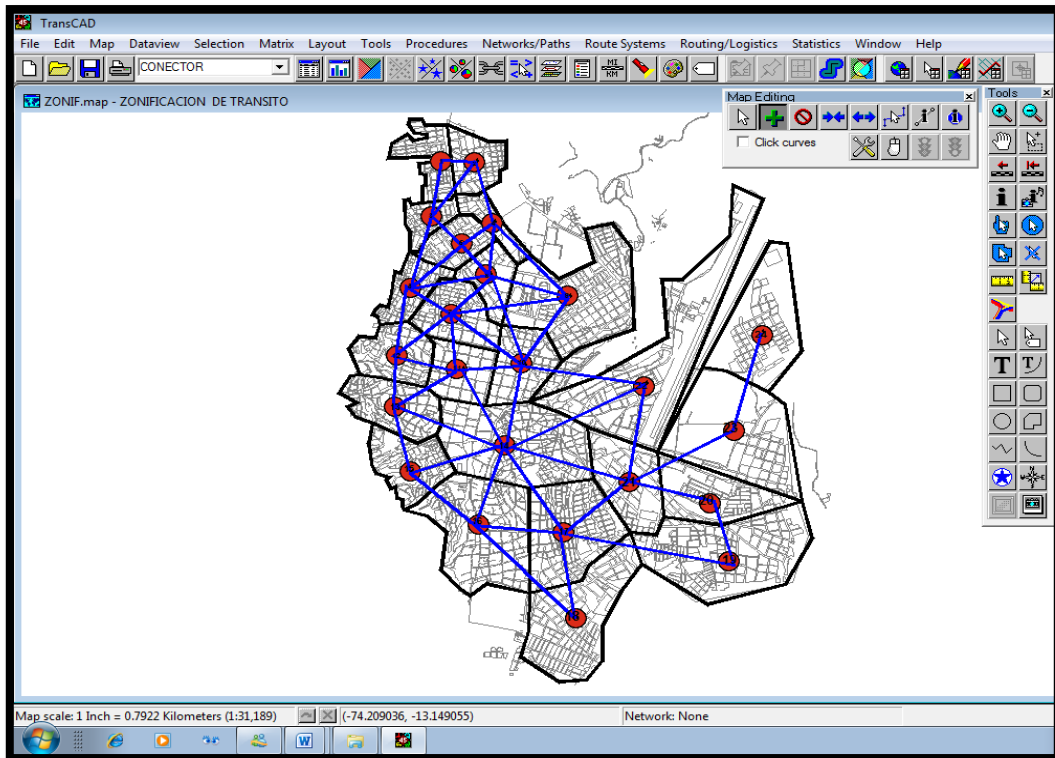 TransCAD
File Edit Map Dataview Selection Matrix Layout Tools Procedures Networks/Paths Route Systems Routing/Logistics Statistics Window Help
CONECTOR
MI
KM
ZONIF.map - ZONIFICACION DE TRANSITO
Map Editing
Click curves
Tools
T T
Map scale: 1 Inch = 0.7922 Kilometers (1:31,189) (-74.209036, -13.149055) Network: None
W